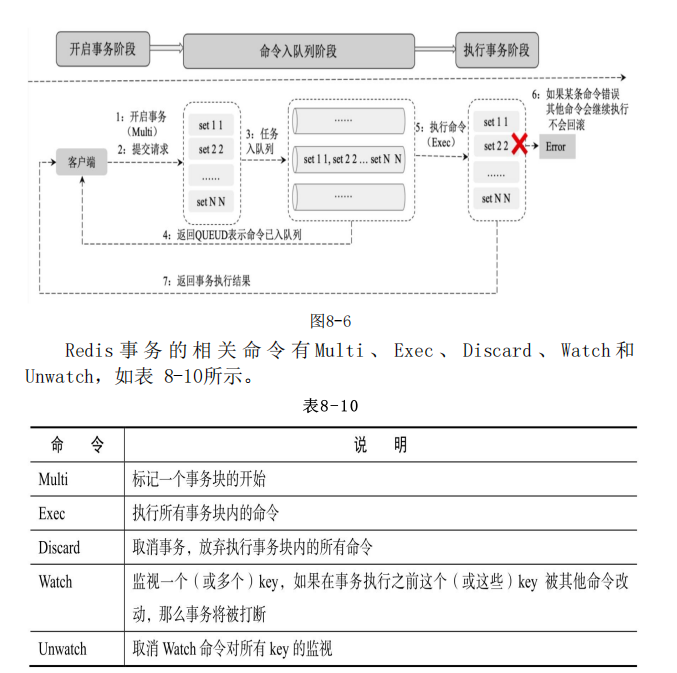 开启事务阶段
命令入队列阶段
执行事务阶段
1：开启事务
（Multi）
2：提交请求
客户端
set 1 1
set 2 2
……
set N N
3：任务
入队列
……
set 1 1, set 2 2 … set N N
……
4：返回QUEUD表示命令已入队列
5：执行命令
（Exec）
set 1 1
set 2 2
……
set N N
6：如果某条命令错误
其他命令会继续执行
不会回滚
Error
7：返回事务执行结果
图8-6
Redis事务的相关命令有Multi、Exec、Discard、Watch和
Unwatch，如表 8-10所示。
表8-10
命 令 说 明
Multi 标记一个事务块的开始
Exec 执行所有事务块内的命令
Discard 取消事务，放弃执行事务块内的所有命令
Watch 监视一个（或多个）key，如果在事务执行之前这个（或这些）key 被其他命令改
动，那么事务将被打断
Unwatch 取消 Watch 命令对所有 key 的监视